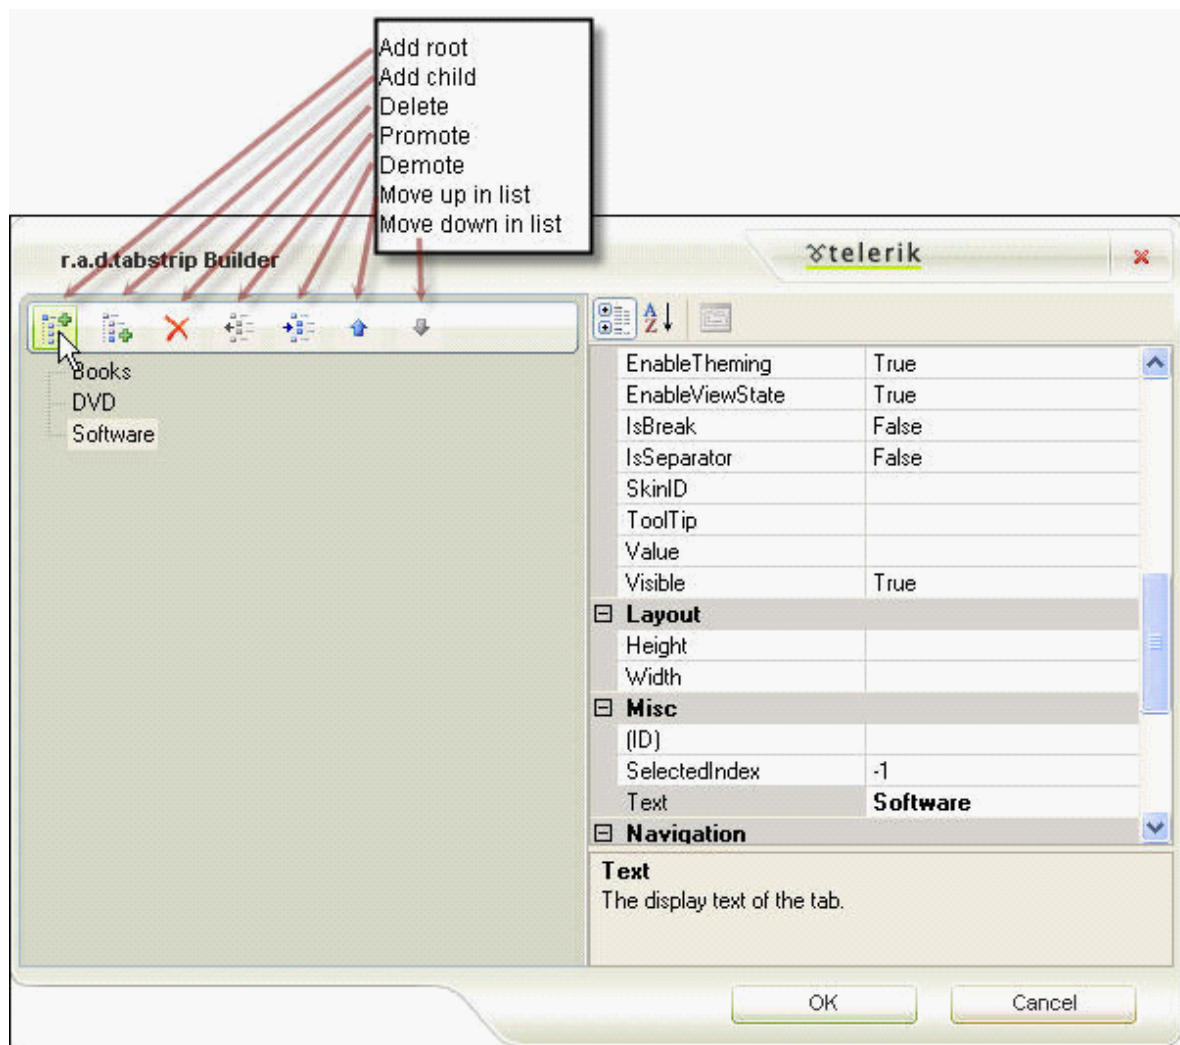 Add root
Add child
Delete
Promote
Demote
Move up in list
Move down in list
r.a.d.tabstrip Builder
telerik
Books
DVD
Software
EnableTheming True
EnableViewState True
IsBreak False
IsSeparator False
SkinID
ToolTip
Value
Visible True
Layout
Height
Width
Misc
(ID)
SelectedIndex -1
Text Software
Navigation
Text
The display text of the tab.
OK Cancel